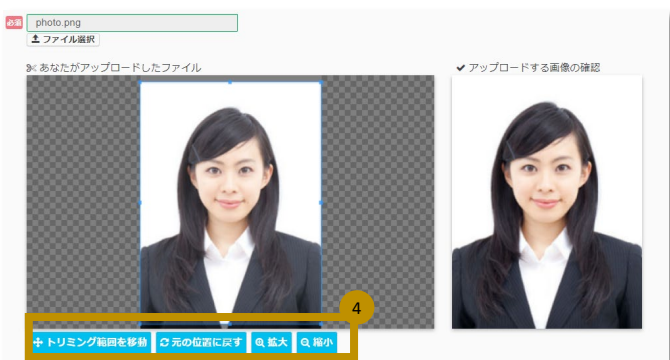 必須 photo.png
ファイル選択
あなたがアップロードしたファイル
アップロードする画像の確認
4
トリミング範囲を移動 元の位置に戻す 拡大 縮小